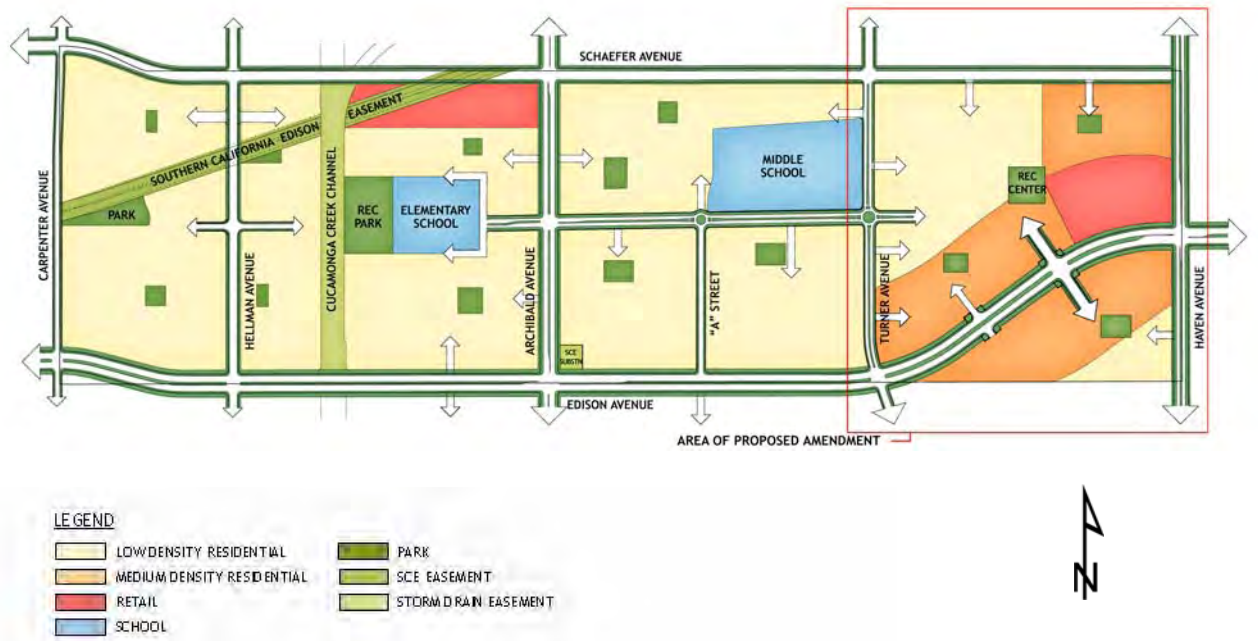 SCHAEFER AVENUE
SOUTHERN CALIFORNIA EDISON EASEMENT
CARPENTER AVENUE
PARK
HELLMAN AVENUE
CUCAMONGA CREEK CHANNEL
REC
PARK
ELEMENTARY
SCHOOL
ARCHIBALD AVENUE
SCE
SUBSTN
"A" STREET
MIDDLE
SCHOOL
TURNER AVENUE
REC
CENTER
HAVEN AVENUE
EDISON AVENUE
AREA OF PROPOSED AMENDMENT
LEGEND
LOW DENSITY RESIDENTIAL
MEDIUM DENSITY RESIDENTIAL
RETAIL
SCHOOL
PARK
SCE EASEMENT
STORM DRAIN EASEMENT
N